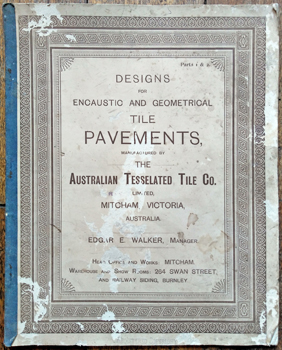 Parts 1 & 2.
DESIGNS
FOR
ENCAUSTIC AND GEOMETRICAL
TILE
PAVEMENTS,
MANUFACTURED BY
THE
AUSTRALIAN TESSELATED TILE CO.
LIMITED,
MITCHAM VICTORIA,
AUSTRALIA.
EDGAR E. WALKER, MANAGER.
HEAD OFFICE AND WORKS: MITCHAM.
WAREHOUSE AND SHOW ROOMS: 264 SWAN STREET,
AND RAILWAY SIDING, BURNLEY.